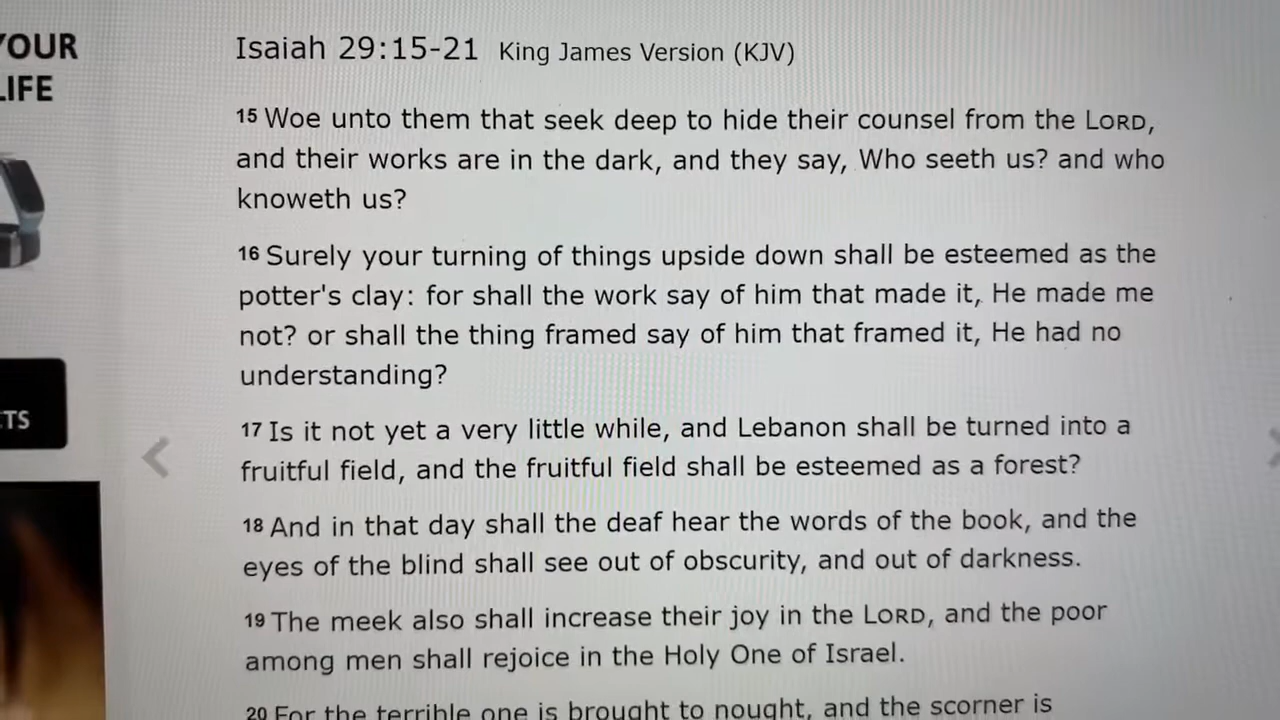 YOUR
LIFE
Isaiah 29:15-21 King James Version (KJV)
15 Woe unto them that seek deep to hide their counsel from the LORD,
and their works are in the dark, and they say, Who seeth us? and who
knoweth us?
16 Surely your turning of things upside down shall be esteemed as the
potter's clay: for shall the work say of him that made it, He made me
not? or shall the thing framed say of him that framed it, He had no
understanding?
17 Is it not yet a very little while, and Lebanon shall be turned into a
fruitful field, and the fruitful field shall be esteemed as a forest?
18 And in that day shall the deaf hear the words of the book, and the
eyes of the blind shall see out of obscurity, and out of darkness.
19 The meek also shall increase their joy in the LORD, and the poor
among men shall rejoice in the Holy One of Israel.
20 For the terrible one is brought to nought, and the scorner is